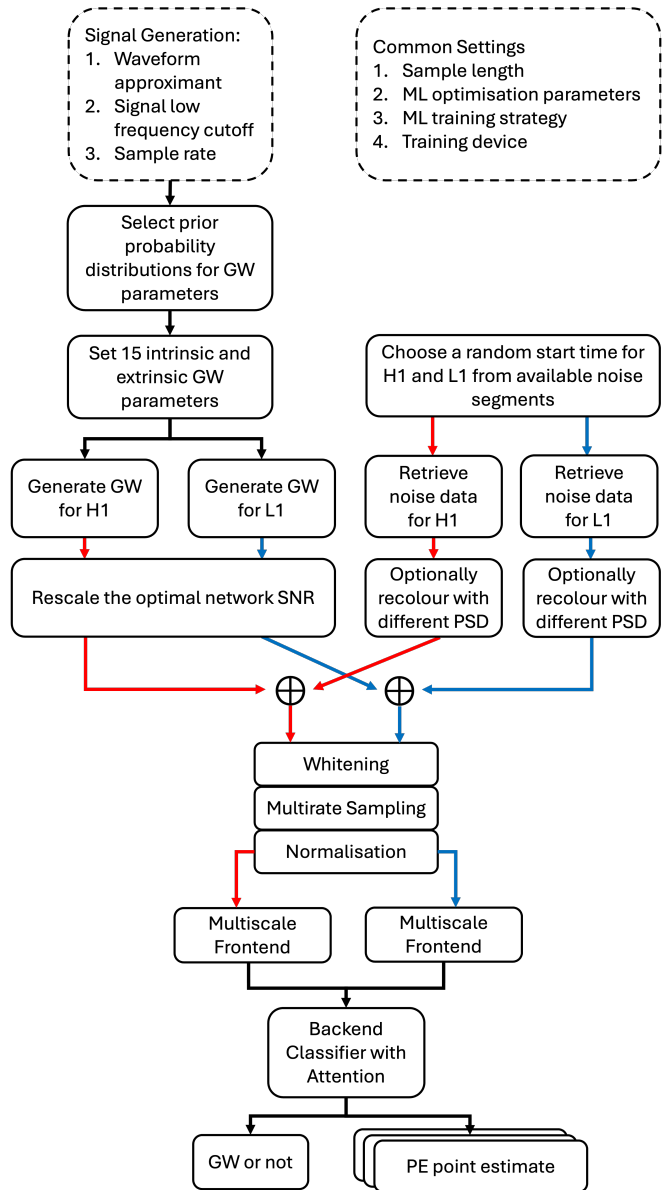 Signal Generation:
1. Waveform
approximant
2. Signal low
frequency cutoff
3. Sample rate
Common Settings
1. Sample length
2. ML optimisation parameters
3. ML training strategy
4. Training device
Select prior
probability
distributions for GW
parameters
Set 15 intrinsic and
extrinsic GW
parameters
Choose a random start time for
H1 and L1 from available noise
segments
Generate GW
for H1
Generate GW
for L1
Retrieve
noise data
for H1
Retrieve
noise data
for L1
Rescale the optimal network SNR
Optionally
recolour with
different PSD
Optionally
recolour with
different PSD
Whitening
Multirate Sampling
Normalisation
Multiscale
Frontend
Multiscale
Frontend
Backend
Classifier with
Attention
GW or not
PE point estimate